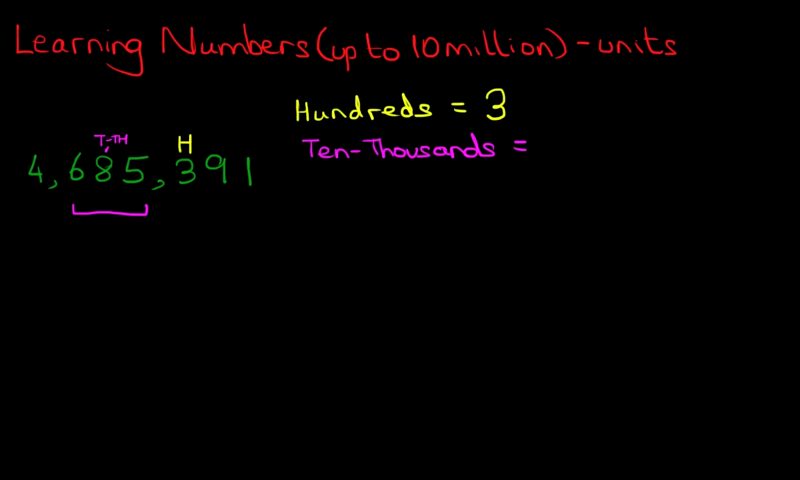 Learning Numbers (up to 10 million) - units
Hundreds = 3
Ten-Thousands =
T-TH H
4,685,391